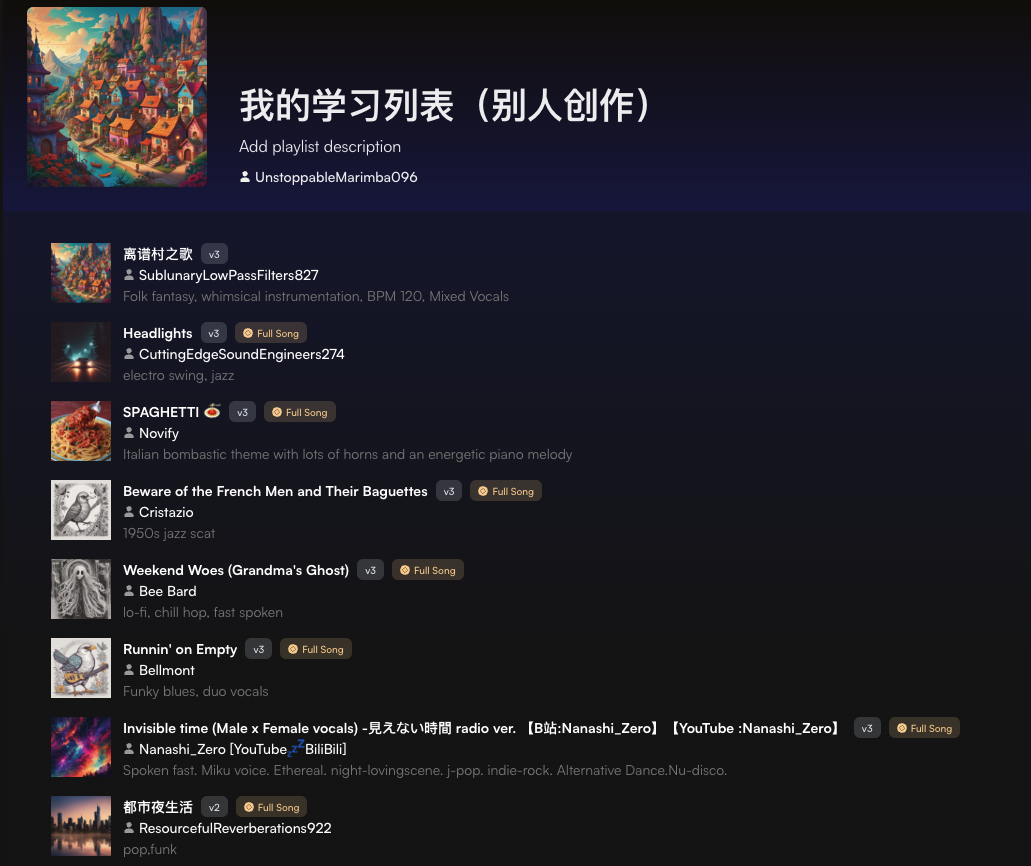 我的学习列表（别人创作）
Add playlist description
UnstoppableMarimba096
离谱村之歌 v3
SublunaryLowPassFilters827
Folk fantasy, whimsical instrumentation, BPM 120, Mixed Vocals
Headlights v3 Full Song
CuttingEdgeSoundEngineers274
electro swing, jazz
SPAGHETTI 🍝 v3 Full Song
Novify
Italian bombastic theme with lots of horns and an energetic piano melody
Beware of the French Men and Their Baguettes v3 Full Song
Cristazio
1950s jazz scat
Weekend Woes (Grandma's Ghost) v3 Full Song
Bee Bard
lo-fi, chill hop, fast spoken
Runnin' on Empty v3 Full Song
Bellmont
Funky blues, duo vocals
Invisible time (Male x Female vocals) -見えない時間 radio ver. 【B站:Nanashi_Zero】【YouTube :Nanashi_Zero】 v3 Full Song
Nanashi_Zero [YouTube💤BiliBili]
Spoken fast. Miku voice. Ethereal. night-lovingscene. j-pop. indie-rock. Alternative Dance.Nu-disco.
都市夜生活 v2 Full Song
ResourcefulReverberations922
pop,funk